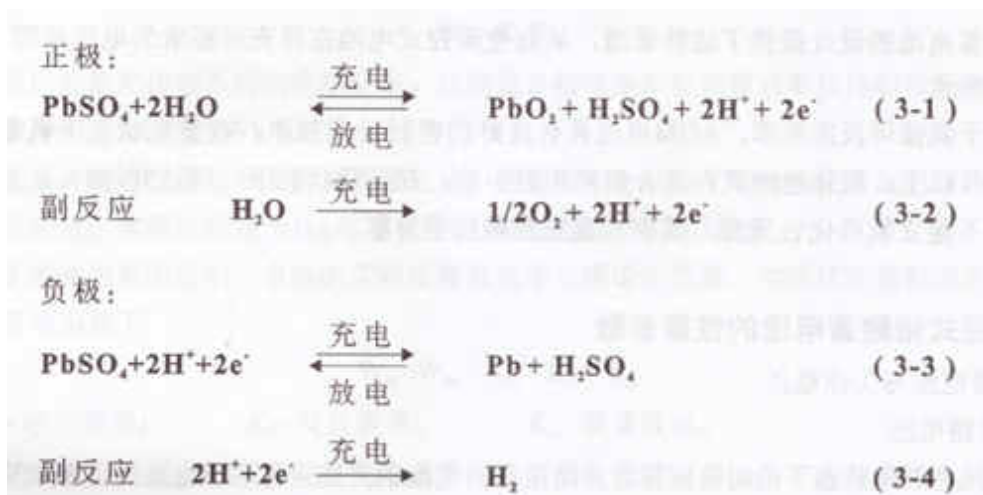 正极:
充电
PbSO₄+2H₂O ⇌ PbO₂ + H₂SO₄ + 2H⁺ + 2e⁻ (3-1)
放电
充电
副反应 H₂O → 1/2O₂ + 2H⁺ + 2e⁻ (3-2)
负极:
充电
PbSO₄+2H⁺+2e⁻ ⇌ Pb + H₂SO₄ (3-3)
放电
充电
副反应 2H⁺+2e⁻ → H₂ (3-4)